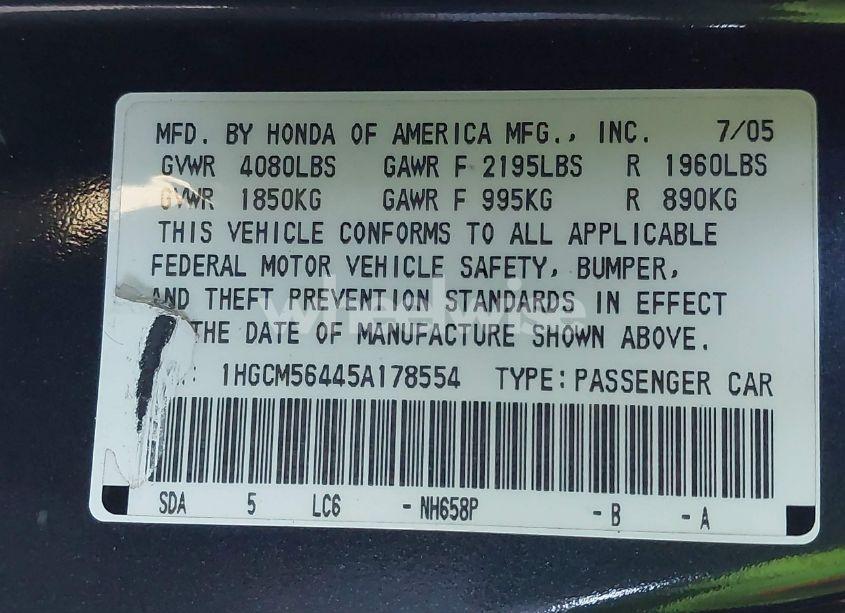 MFD. BY HONDA OF AMERICA MFG., INC. 7/05
GVWR 4080LBS GAWR F 2195LBS R 1960LBS
GVWR 1850KG GAWR F 995KG R 890KG
THIS VEHICLE CONFORMS TO ALL APPLICABLE
FEDERAL MOTOR VEHICLE SAFETY, BUMPER,
AND THEFT PREVENTION STANDARDS IN EFFECT
THE DATE OF MANUFACTURE SHOWN ABOVE.
: 1HGCM56445A178554 TYPE: PASSENGER CAR
SDA 5 LC6 - NH658P - B - A
wheelwise